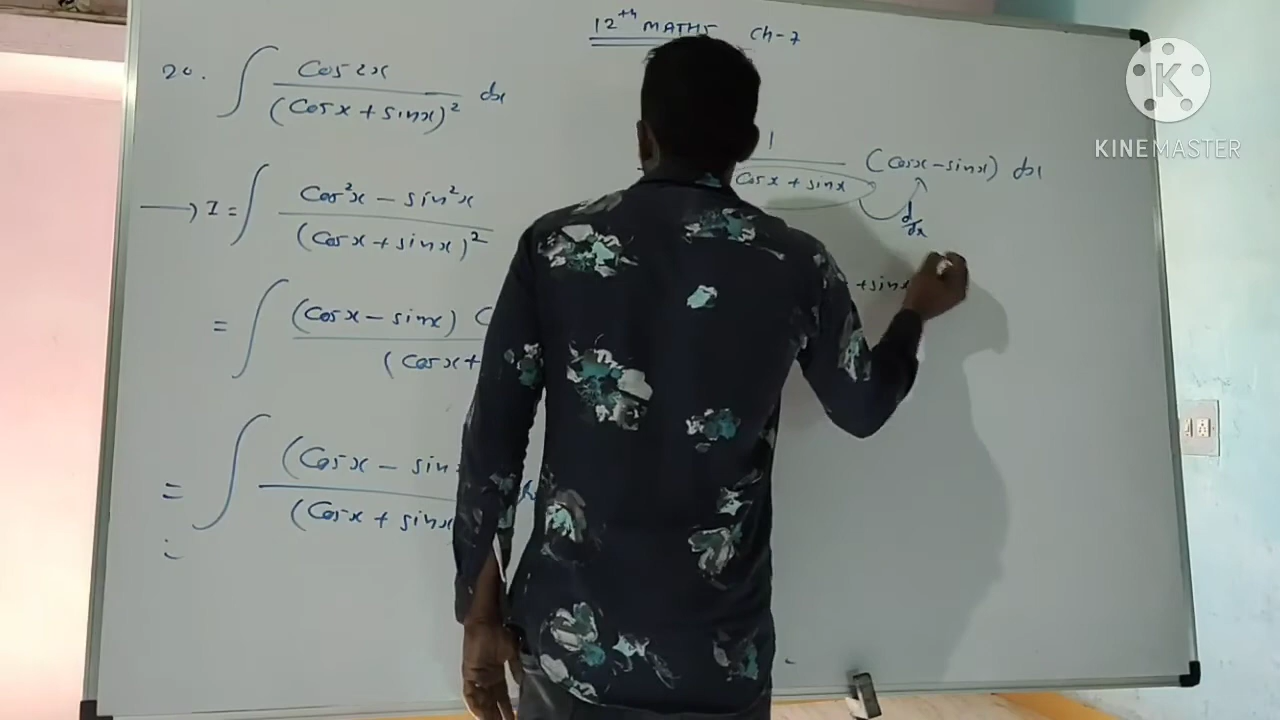 12th MATHS Ch-7
20. ∫ Cos 2x / (Cos x + sin x)² dx
→ I = ∫ Cos²x – sin²x / (Cos x + sin x)²
= ∫ (Cos x – sin x) C / (Cos x +
= ∫ (Cos x – sin / (Cos x + sin x
1 / Cos x + sin x (Cos x – sin x) dx
d/dx
+ sin x
K
KINEMASTER